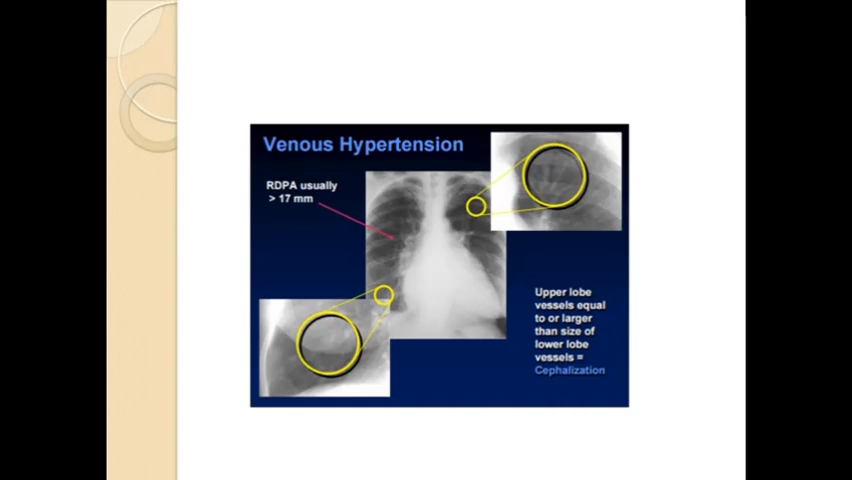 Venous Hypertension
RDPA usually
> 17 mm
Upper lobe
vessels equal
to or larger
than size of
lower lobe
vessels =
Cephalization